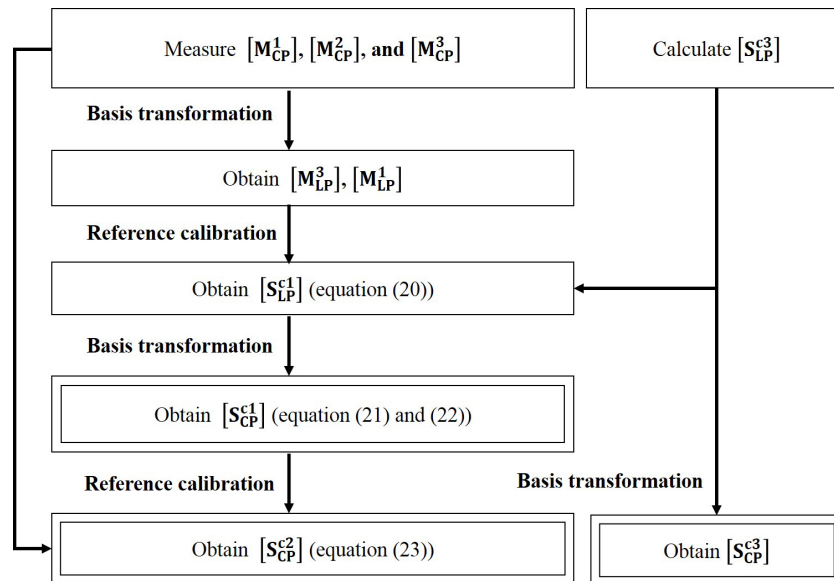 Measure [M¹_CP], [M²_CP], and [M³_CP]
Calculate [S^c3_LP]
Basis transformation
Obtain [M³_LP], [M¹_LP]
Reference calibration
Obtain [S^c1_LP] (equation (20))
Basis transformation
Obtain [S^c1_CP] (equation (21) and (22))
Reference calibration
Basis transformation
Obtain [S^c2_CP] (equation (23))
Obtain [S^c3_CP]